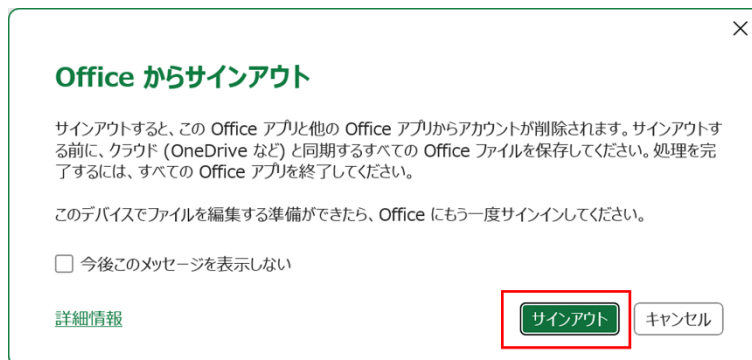 Office からサインアウト
サインアウトすると、この Office アプリと他の Office アプリからアカウントが削除されます。サインアウトす
る前に、クラウド (OneDrive など) と同期するすべての Office ファイルを保存してください。処理を完
了するには、すべての Office アプリを終了してください。
このデバイスでファイルを編集する準備ができたら、Office にもう一度サインインしてください。
今後このメッセージを表示しない
詳細情報
サインアウト
キャンセル